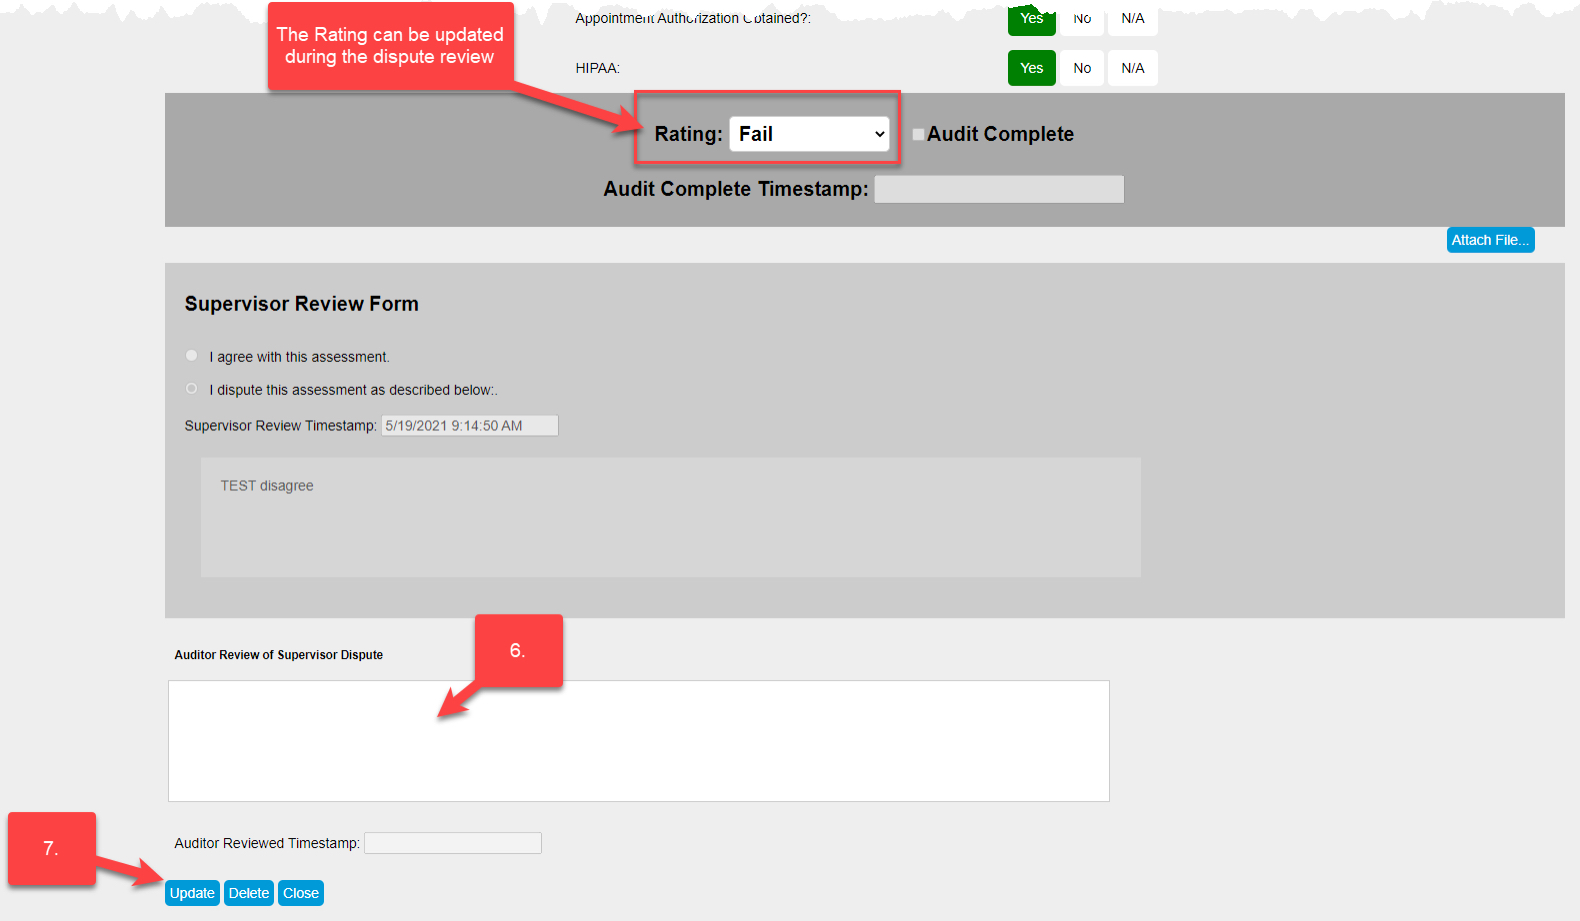 Appointment Authorization Obtained?:
Yes No N/A
The Rating can be updated
during the dispute review
HIPAA:
Yes No N/A
Rating: Fail
Audit Complete
Audit Complete Timestamp:
Attach File...
Supervisor Review Form
I agree with this assessment.
I dispute this assessment as described below:.
Supervisor Review Timestamp: 5/19/2021 9:14:50 AM
TEST disagree
6.
Auditor Review of Supervisor Dispute
7.
Auditor Reviewed Timestamp:
Update Delete Close